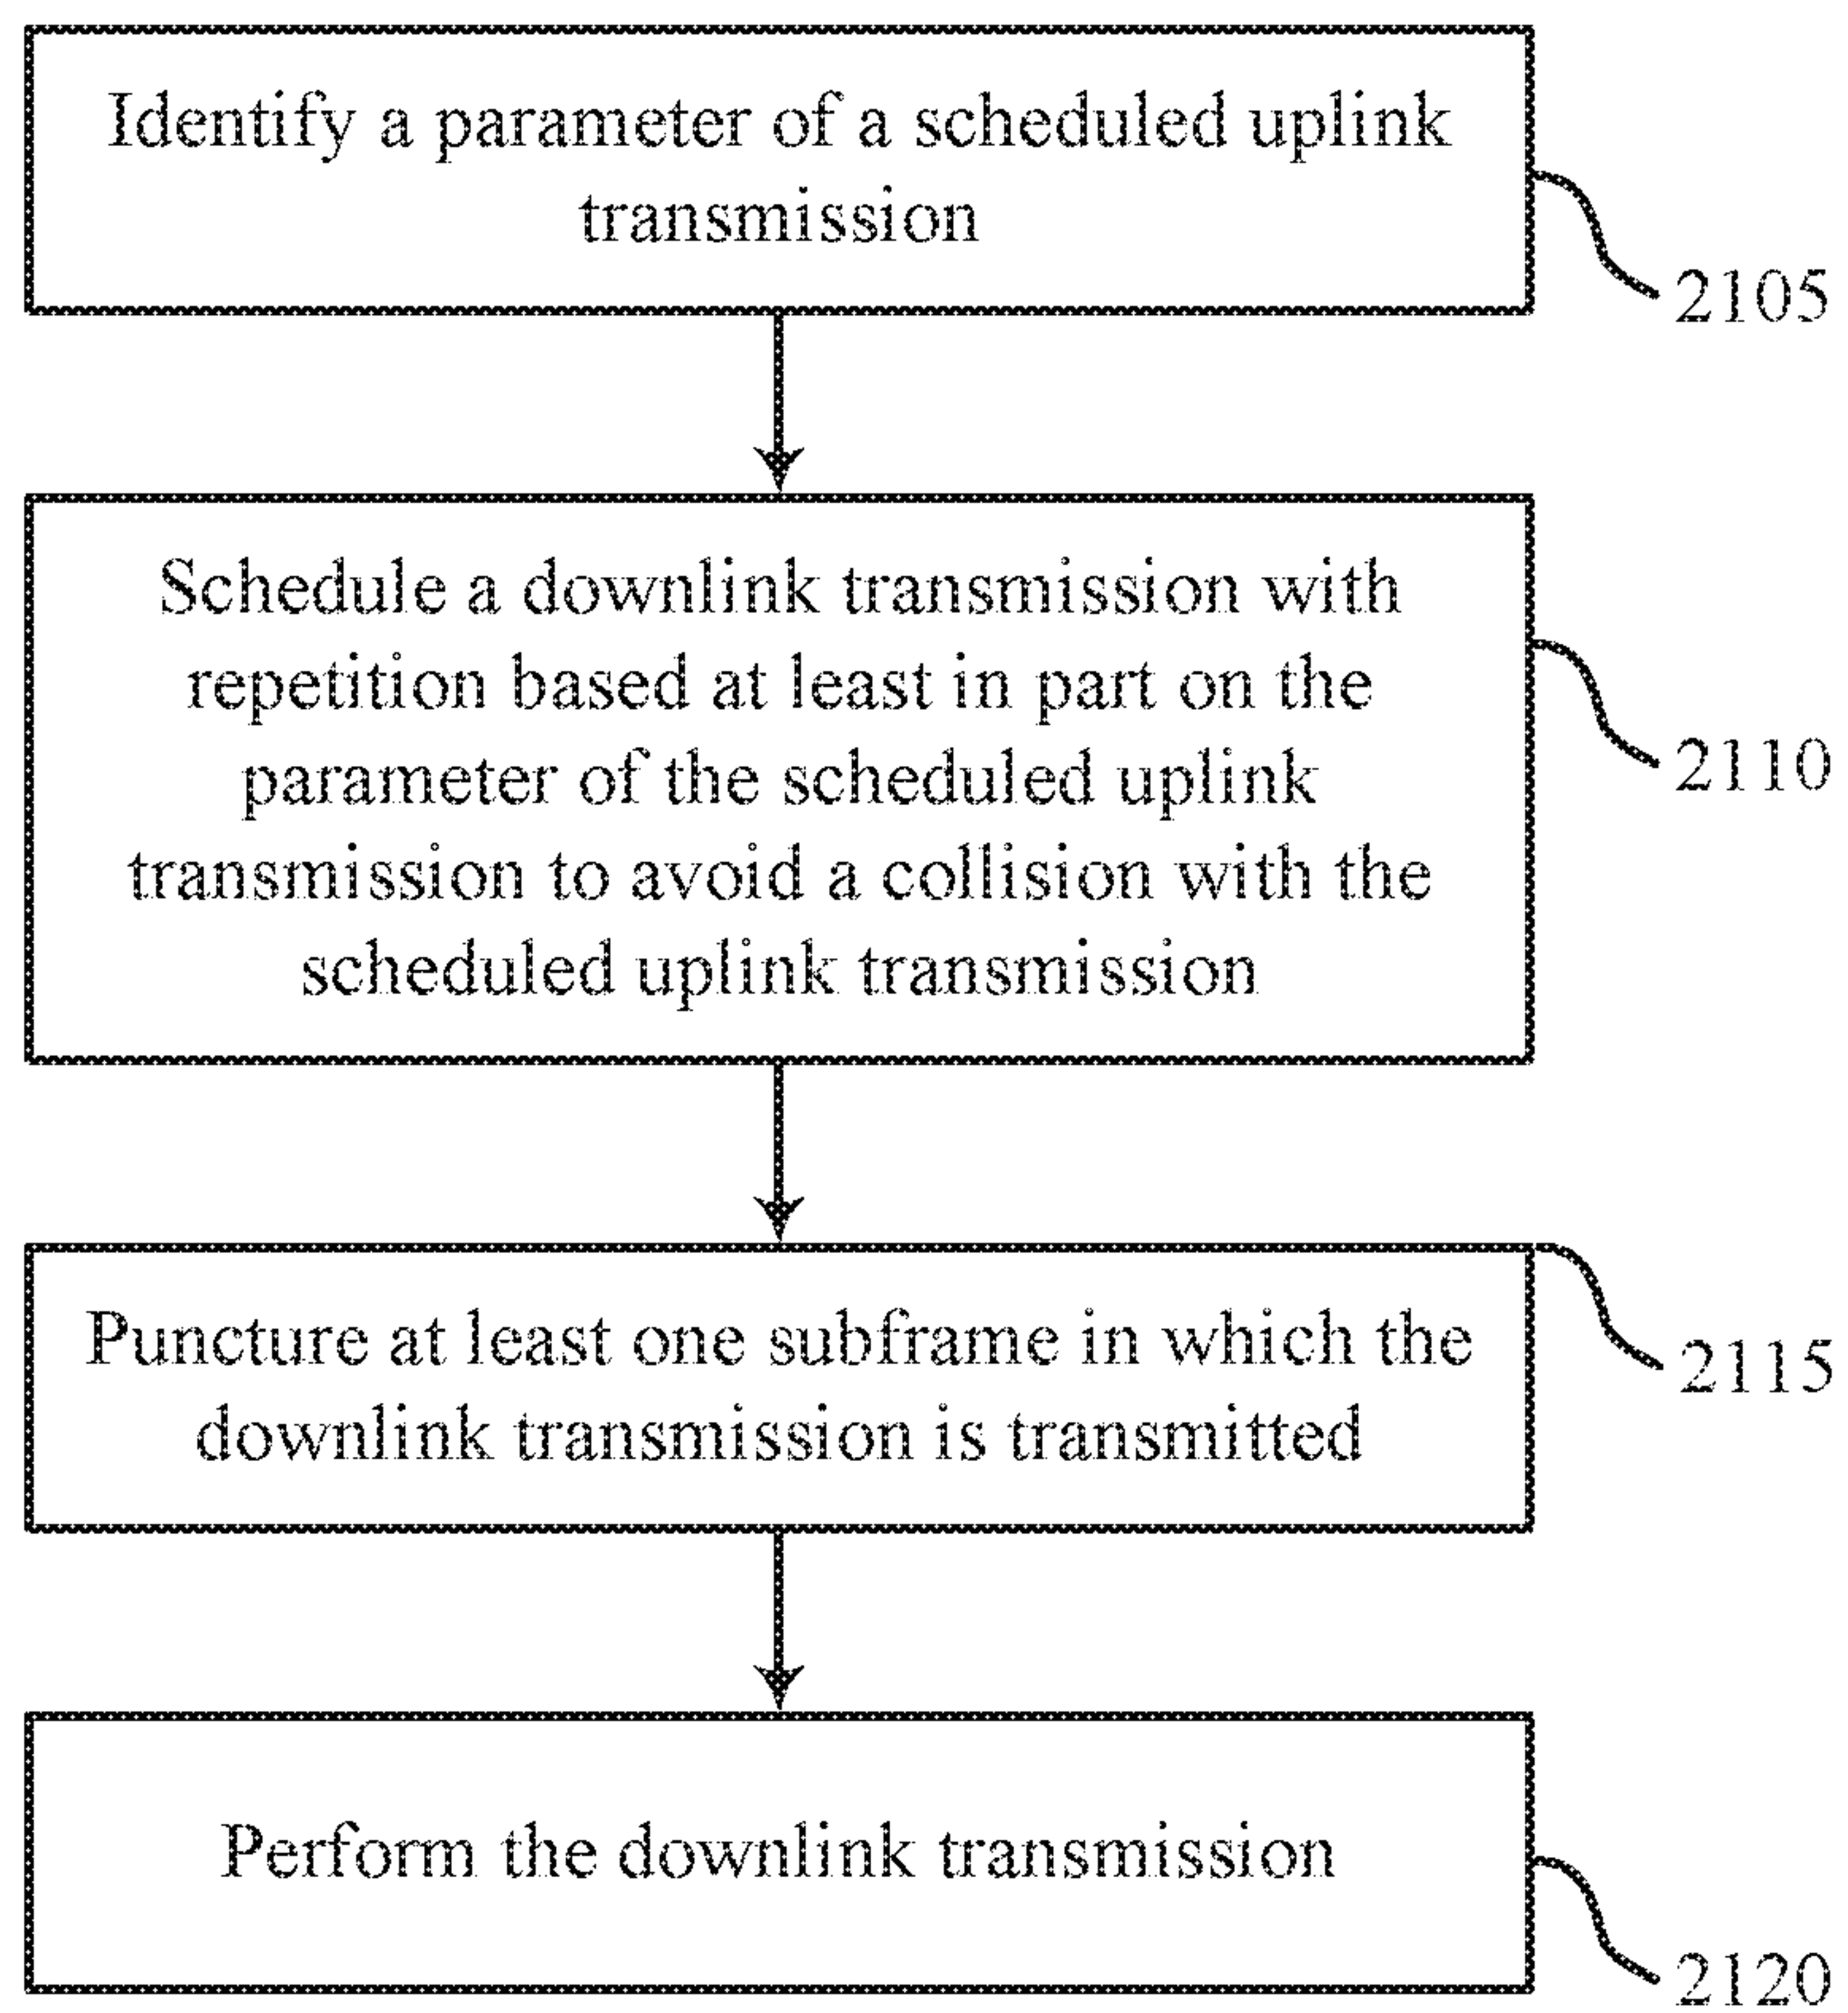 Identify a parameter of a scheduled uplink
transmission
2105
Schedule a downlink transmission with
repetition based at least in part on the
parameter of the scheduled uplink
transmission to avoid a collision with the
scheduled uplink transmission
2110
Puncture at least one subframe in which the
downlink transmission is transmitted
2115
Perform the downlink transmission
2120